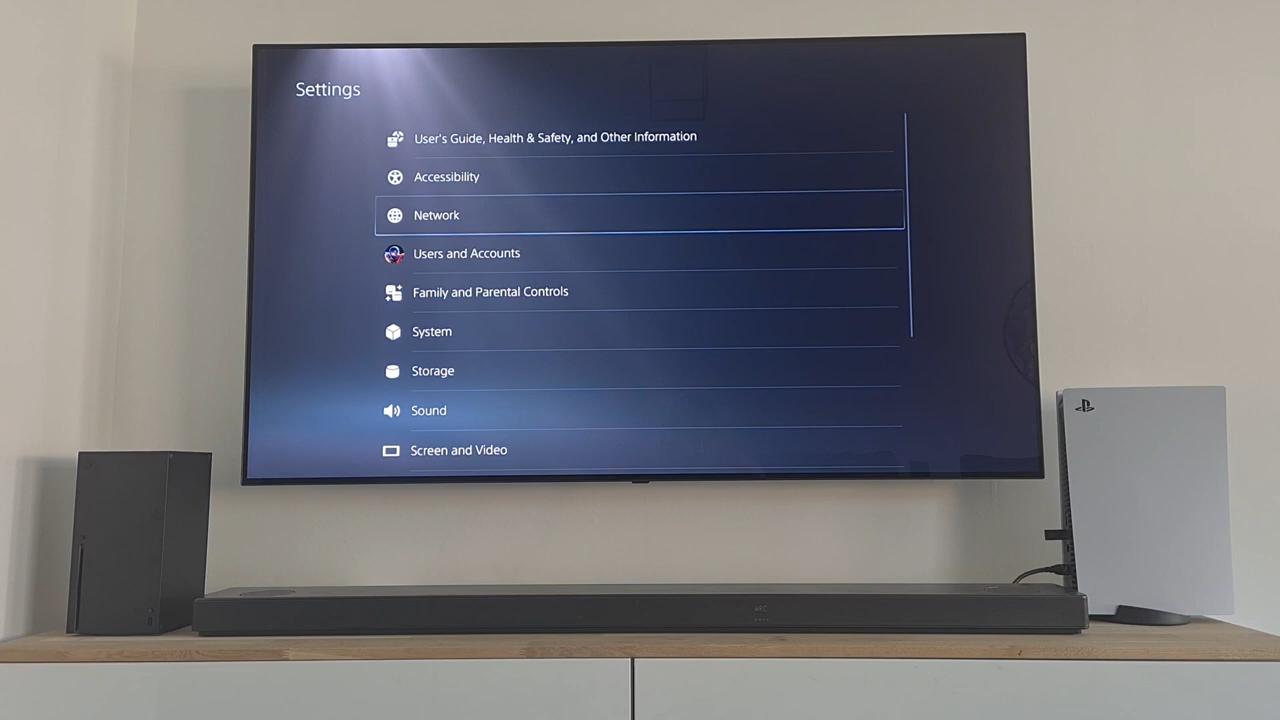 Settings
User's Guide, Health & Safety, and Other Information
Accessibility
Network
Users and Accounts
Family and Parental Controls
System
Storage
Sound
Screen and Video
ARC